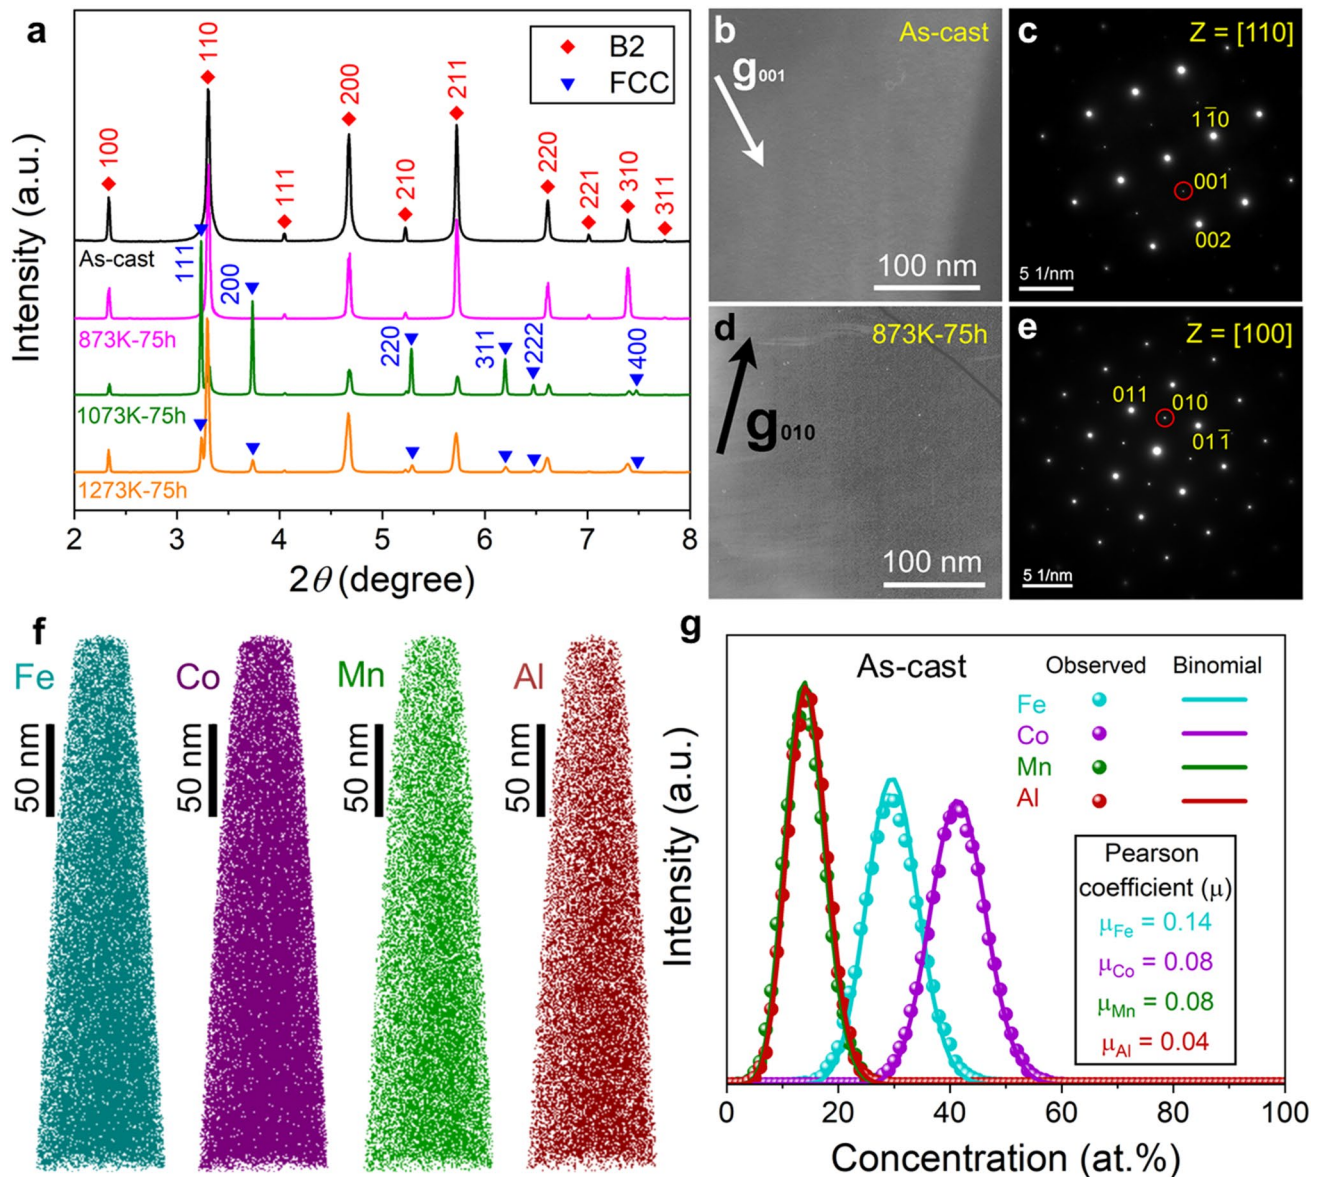 a
Intensity (a.u.)
B2
FCC
100
110
111
200
210
211
220
221
310
311
As-cast
111
200
220
311
222
400
873K-75h
1073K-75h
1273K-75h
2 3 4 5 6 7 8
2θ (degree)
b
As-cast
g001
100 nm
c
Z = [110]
11̅0
001
002
5 1/nm
d
873K-75h
g010
100 nm
e
Z = [100]
011
010
011̅
5 1/nm
f
Fe
50 nm
Co
50 nm
Mn
50 nm
Al
50 nm
g
Intensity (a.u.)
As-cast
Observed Binomial
Fe
Co
Mn
Al
Pearson
coefficient (μ)
μFe = 0.14
μCo = 0.08
μMn = 0.08
μAl = 0.04
0 20 40 60 80 100
Concentration (at.%)